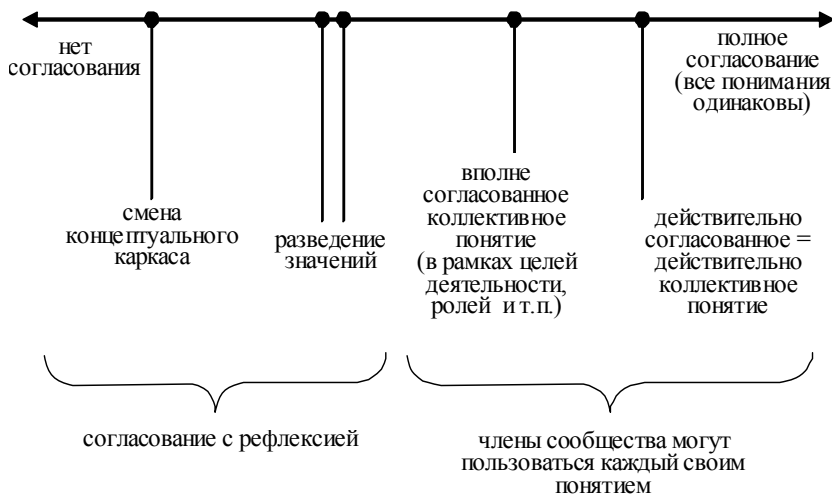 нет
согласования
полное
согласование
(все понимания
одинаковы)
смена
концептуального
каркаса
разведение
значений
вполне
согласованное
коллективное
понятие
(в рамках целей
деятельности,
ролей и т.п.)
действительно
согласованное =
действительно
коллективное
понятие
согласование с рефлексией
члены сообщества могут
пользоваться каждый своим
понятием